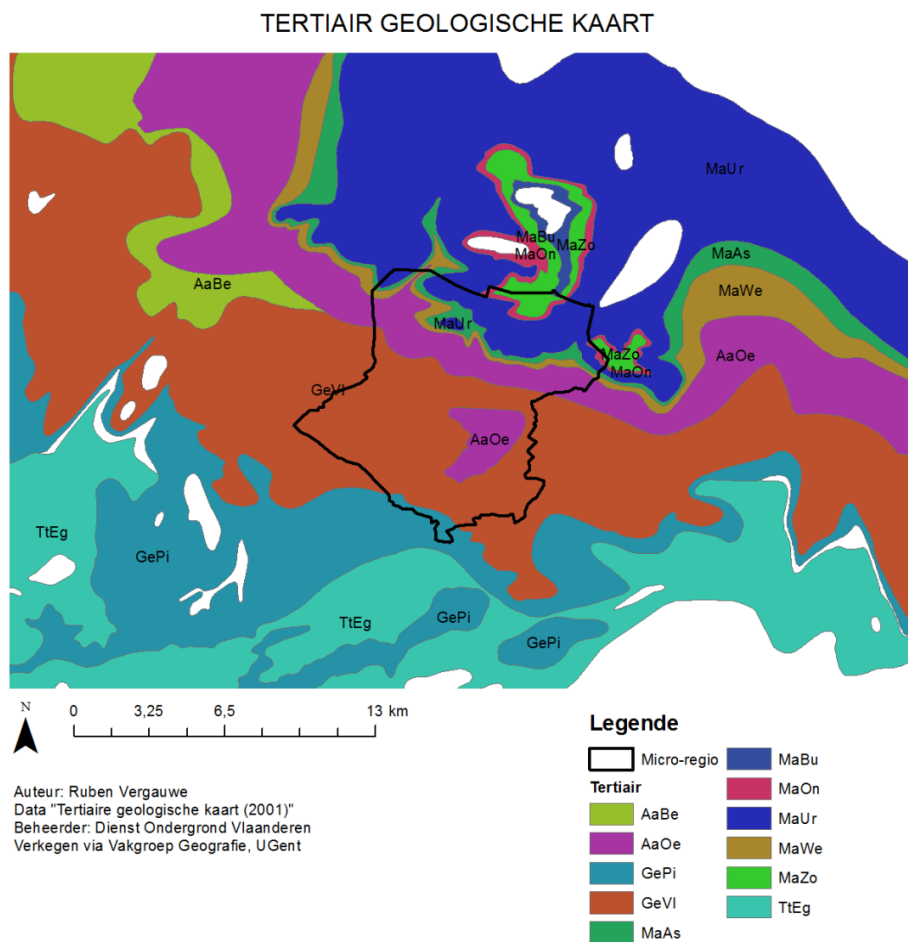 TERTIAIR GEOLOGISCHE KAART
MaUr
MaBu
MaZo
MaOn
MaAs
AaBe
MaWe
MaUr
MaZo
AaOe
MaOn
GeVl
AaOe
TtEg
GePi
GePi
TtEg
GePi
N
0 3,25 6,5 13 km
Auteur: Ruben Vergauwe
Data "Tertiaire geologische kaart (2001)"
Beheerder: Dienst Ondergrond Vlaanderen
Verkegen via Vakgroep Geografie, UGent
Legende
Micro-regio
Tertiair
AaBe
AaOe
GePi
GeVl
MaAs
MaBu
MaOn
MaUr
MaWe
MaZo
TtEg